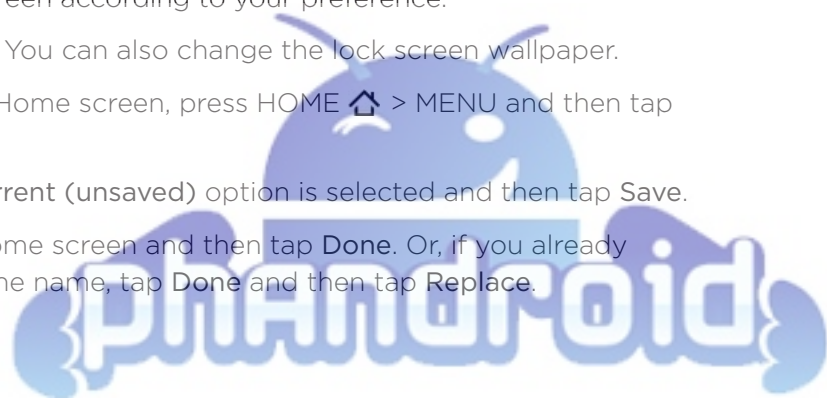 een according to your preference.
You can also change the lock screen wallpaper.
Home screen, press HOME > MENU and then tap
rrent (unsaved) option is selected and then tap Save.
ome screen and then tap Done. Or, if you already
me name, tap Done and then tap Replace.
phandroid